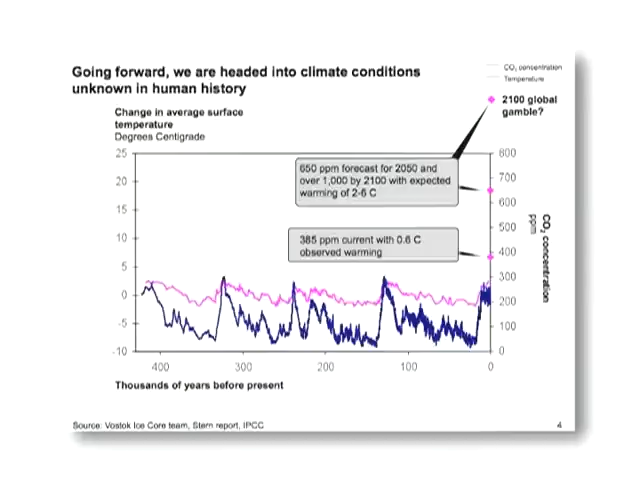 Going forward, we are headed into climate conditions
unknown in human history
CO₂ concentration
Temperature
2100 global
gamble?
Change in average surface
temperature
Degrees Centigrade
25
20
15
10
5
0
-5
-10
800
700
600
500
400
300
200
100
0
CO₂ concentration
ppm
650 ppm forecast for 2050 and
over 1,000 by 2100 with expected
warming of 2-6 C
385 ppm current with 0.6 C
observed warming
400
300
200
100
0
Thousands of years before present
Source: Vostok Ice Core team, Stern report, IPCC
4